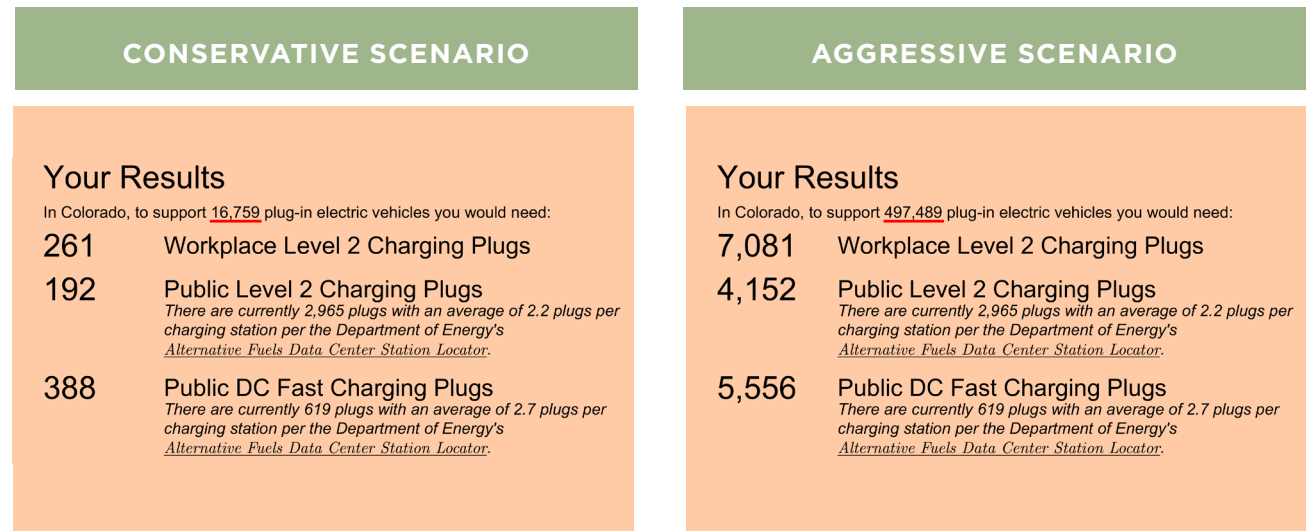 CONSERVATIVE SCENARIO
Your Results
In Colorado, to support 16,759 plug-in electric vehicles you would need:
261 Workplace Level 2 Charging Plugs
192 Public Level 2 Charging Plugs
There are currently 2,965 plugs with an average of 2.2 plugs per
charging station per the Department of Energy's
Alternative Fuels Data Center Station Locator.
388 Public DC Fast Charging Plugs
There are currently 619 plugs with an average of 2.7 plugs per
charging station per the Department of Energy's
Alternative Fuels Data Center Station Locator.
AGGRESSIVE SCENARIO
Your Results
In Colorado, to support 497,489 plug-in electric vehicles you would need:
7,081 Workplace Level 2 Charging Plugs
4,152 Public Level 2 Charging Plugs
There are currently 2,965 plugs with an average of 2.2 plugs per
charging station per the Department of Energy's
Alternative Fuels Data Center Station Locator.
5,556 Public DC Fast Charging Plugs
There are currently 619 plugs with an average of 2.7 plugs per
charging station per the Department of Energy's
Alternative Fuels Data Center Station Locator.